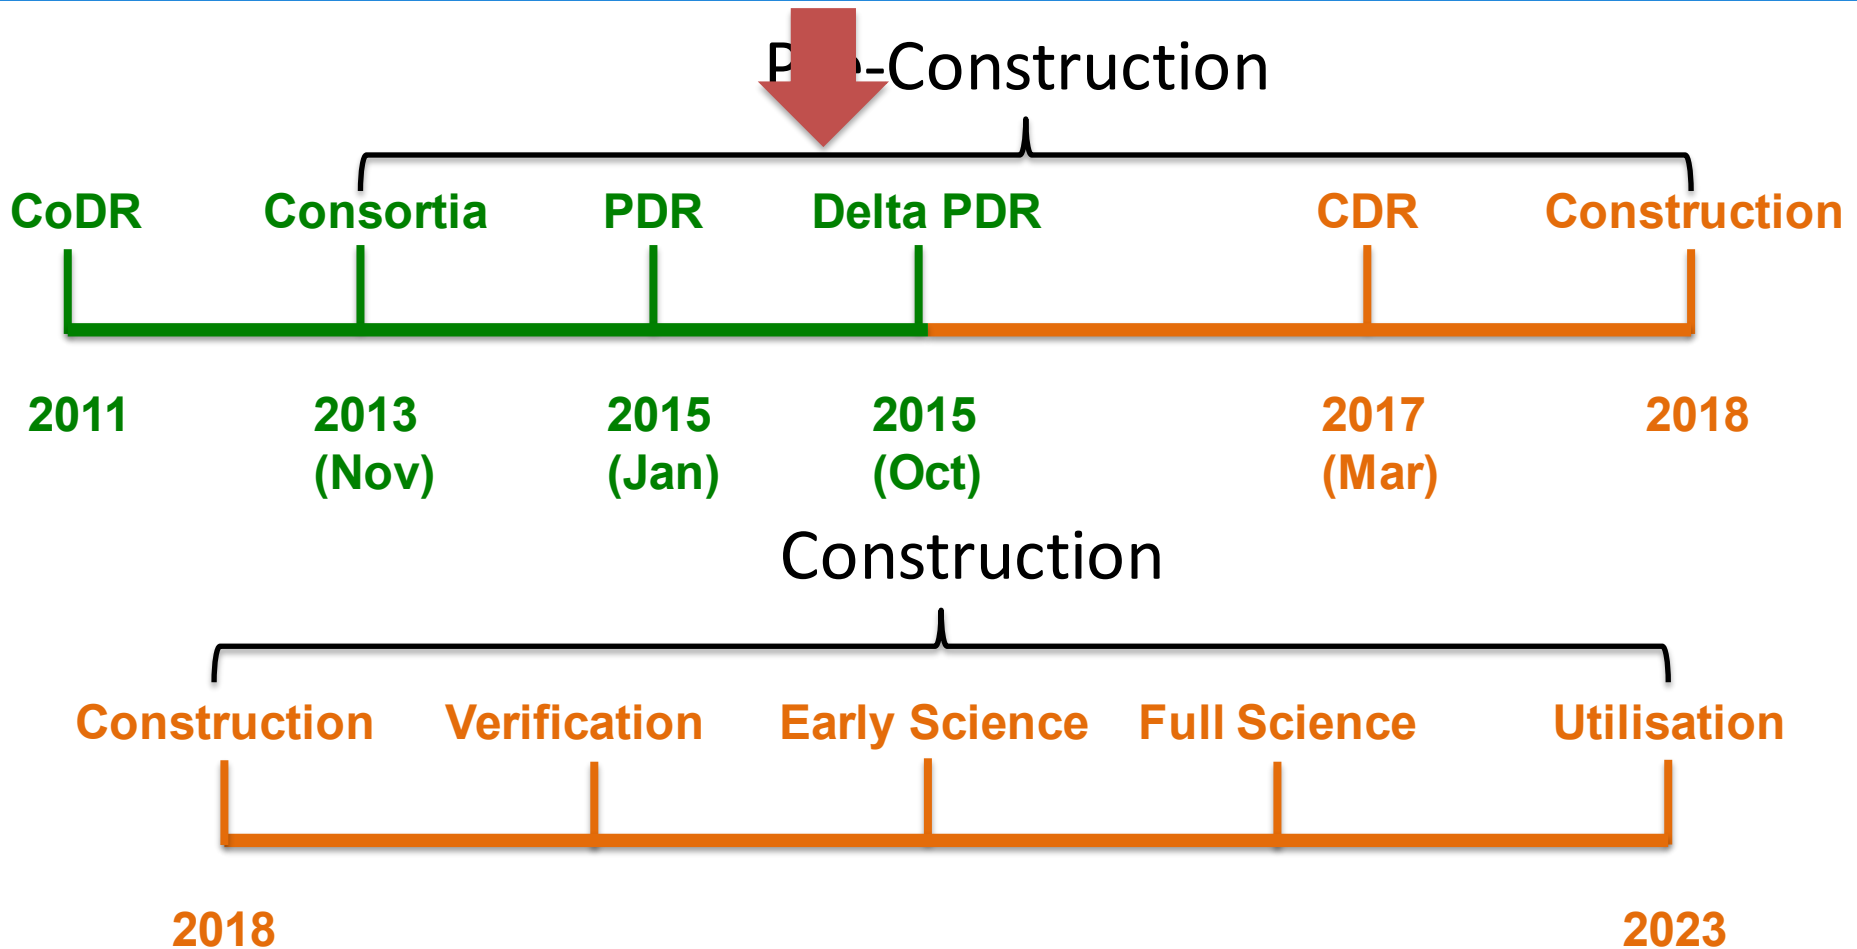 Pre-Construction
CoDR Consortia PDR Delta PDR CDR Construction
2011 2013 2015 2015 2017 2018
(Nov) (Jan) (Oct) (Mar)
Construction
Construction Verification Early Science Full Science Utilisation
2018 2023